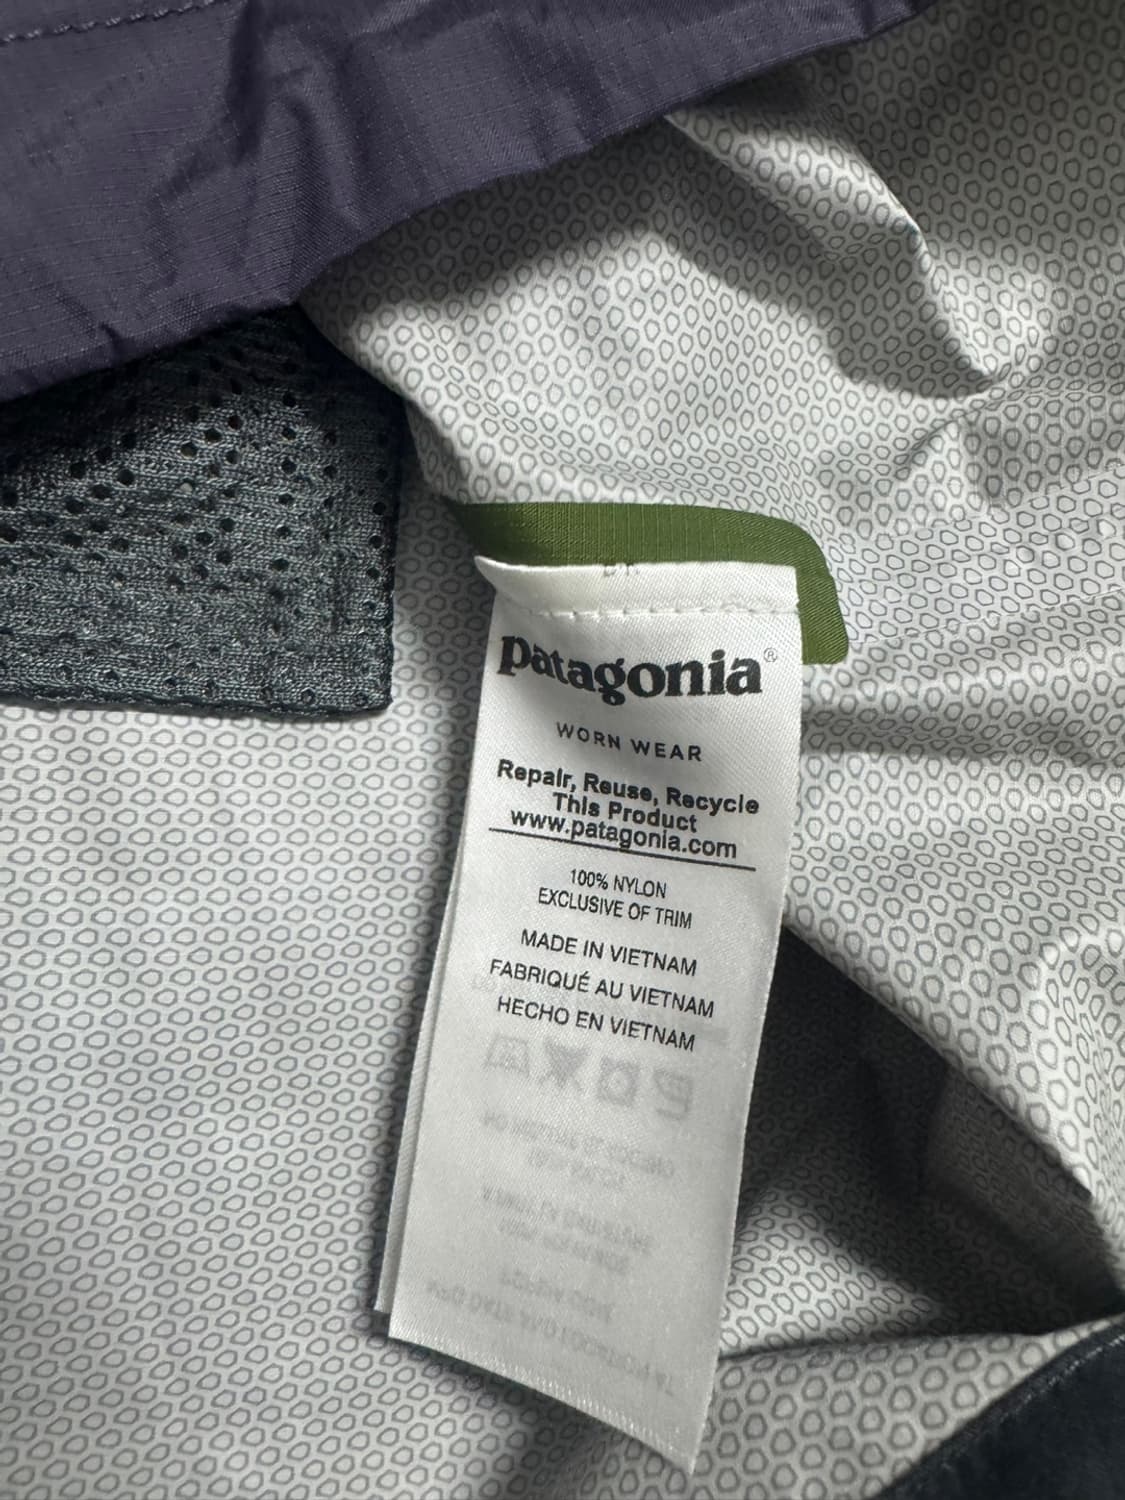 patagonia®
WORN WEAR
Repair, Reuse, Recycle
This Product
www.patagonia.com
100% NYLON
EXCLUSIVE OF TRIM
MADE IN VIETNAM
FABRIQUÉ AU VIETNAM
HECHO EN VIETNAM